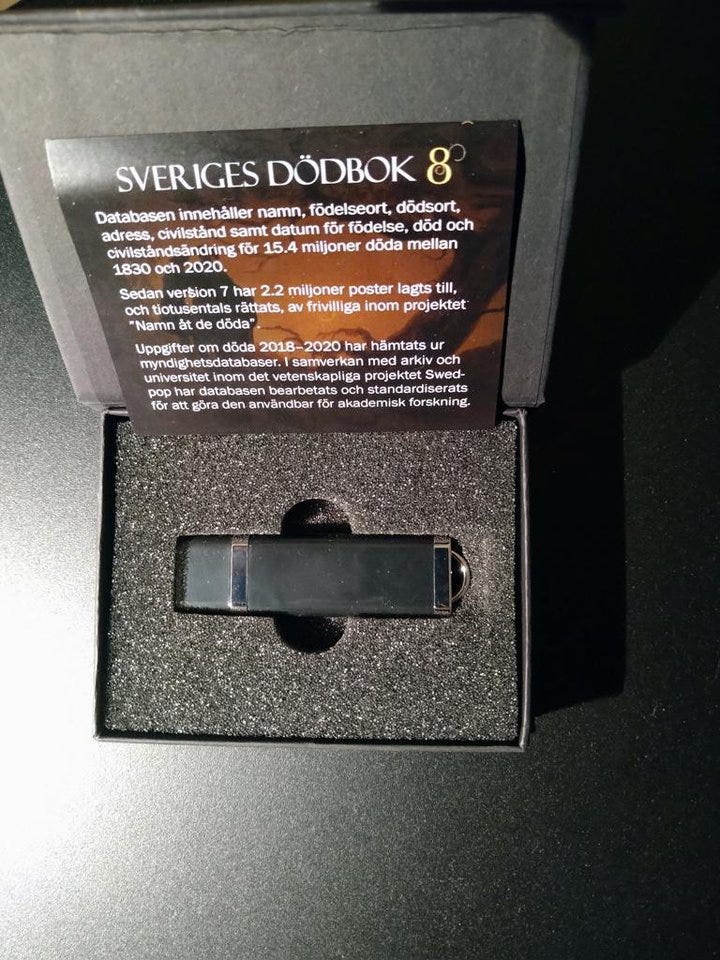 SVERIGES DÖDBOK 8
Databasen innehåller namn, födelseort, dödsort,
adress, civilstånd samt datum för födelse, död och
civilståndsändring för 15.4 miljoner döda mellan
1830 och 2020.
Sedan version 7 har 2.2 miljoner poster lagts till,
och tiotusentals rättats, av frivilliga inom projektet
"Namn åt de döda".
Uppgifter om döda 2018–2020 har hämtats ur
myndighetsdatabaser. I samverkan med arkiv och
universitet inom det vetenskapliga projektet Swed-
pop har databasen bearbetats och standardiserats
för att göra den användbar för akademisk forskning.